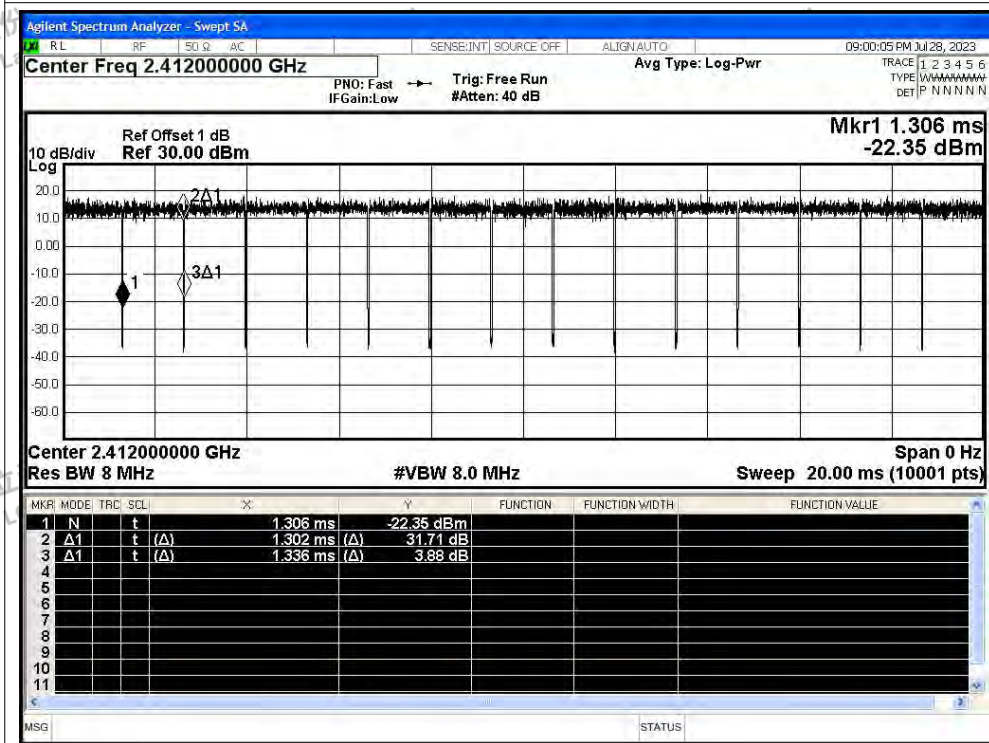 Agilent Spectrum Analyzer - Swept SA
LXI RL RF 50 Ω AC SENSE:INT SOURCE OFF ALIGN AUTO 09:00:05 PM Jul 28, 2023
Center Freq 2.412000000 GHz Avg Type: Log-Pwr TRACE 1 2 3 4 5 6
PNO: Fast Trig: Free Run TYPE WWWWWW
IFGain:Low #Atten: 40 dB DET P N N N N N
Mkr1 1.306 ms
Ref Offset 1 dB
10 dB/div Ref 30.00 dBm -22.35 dBm
Log
20.0
2Δ1
10.0
0.00
-10.0
3Δ1
1
-20.0
-30.0
-40.0
-50.0
-60.0
Center 2.412000000 GHz Span 0 Hz
Res BW 8 MHz #VBW 8.0 MHz Sweep 20.00 ms (10001 pts)
MKR MODE TRC SCL X Y FUNCTION FUNCTION WIDTH FUNCTION VALUE
1 N t 1.306 ms -22.35 dBm
2 Δ1 t (Δ) 1.302 ms (Δ) 31.71 dB
3 Δ1 t (Δ) 1.336 ms (Δ) 3.88 dB
4
5
6
7
8
9
10
11
MSG STATUS